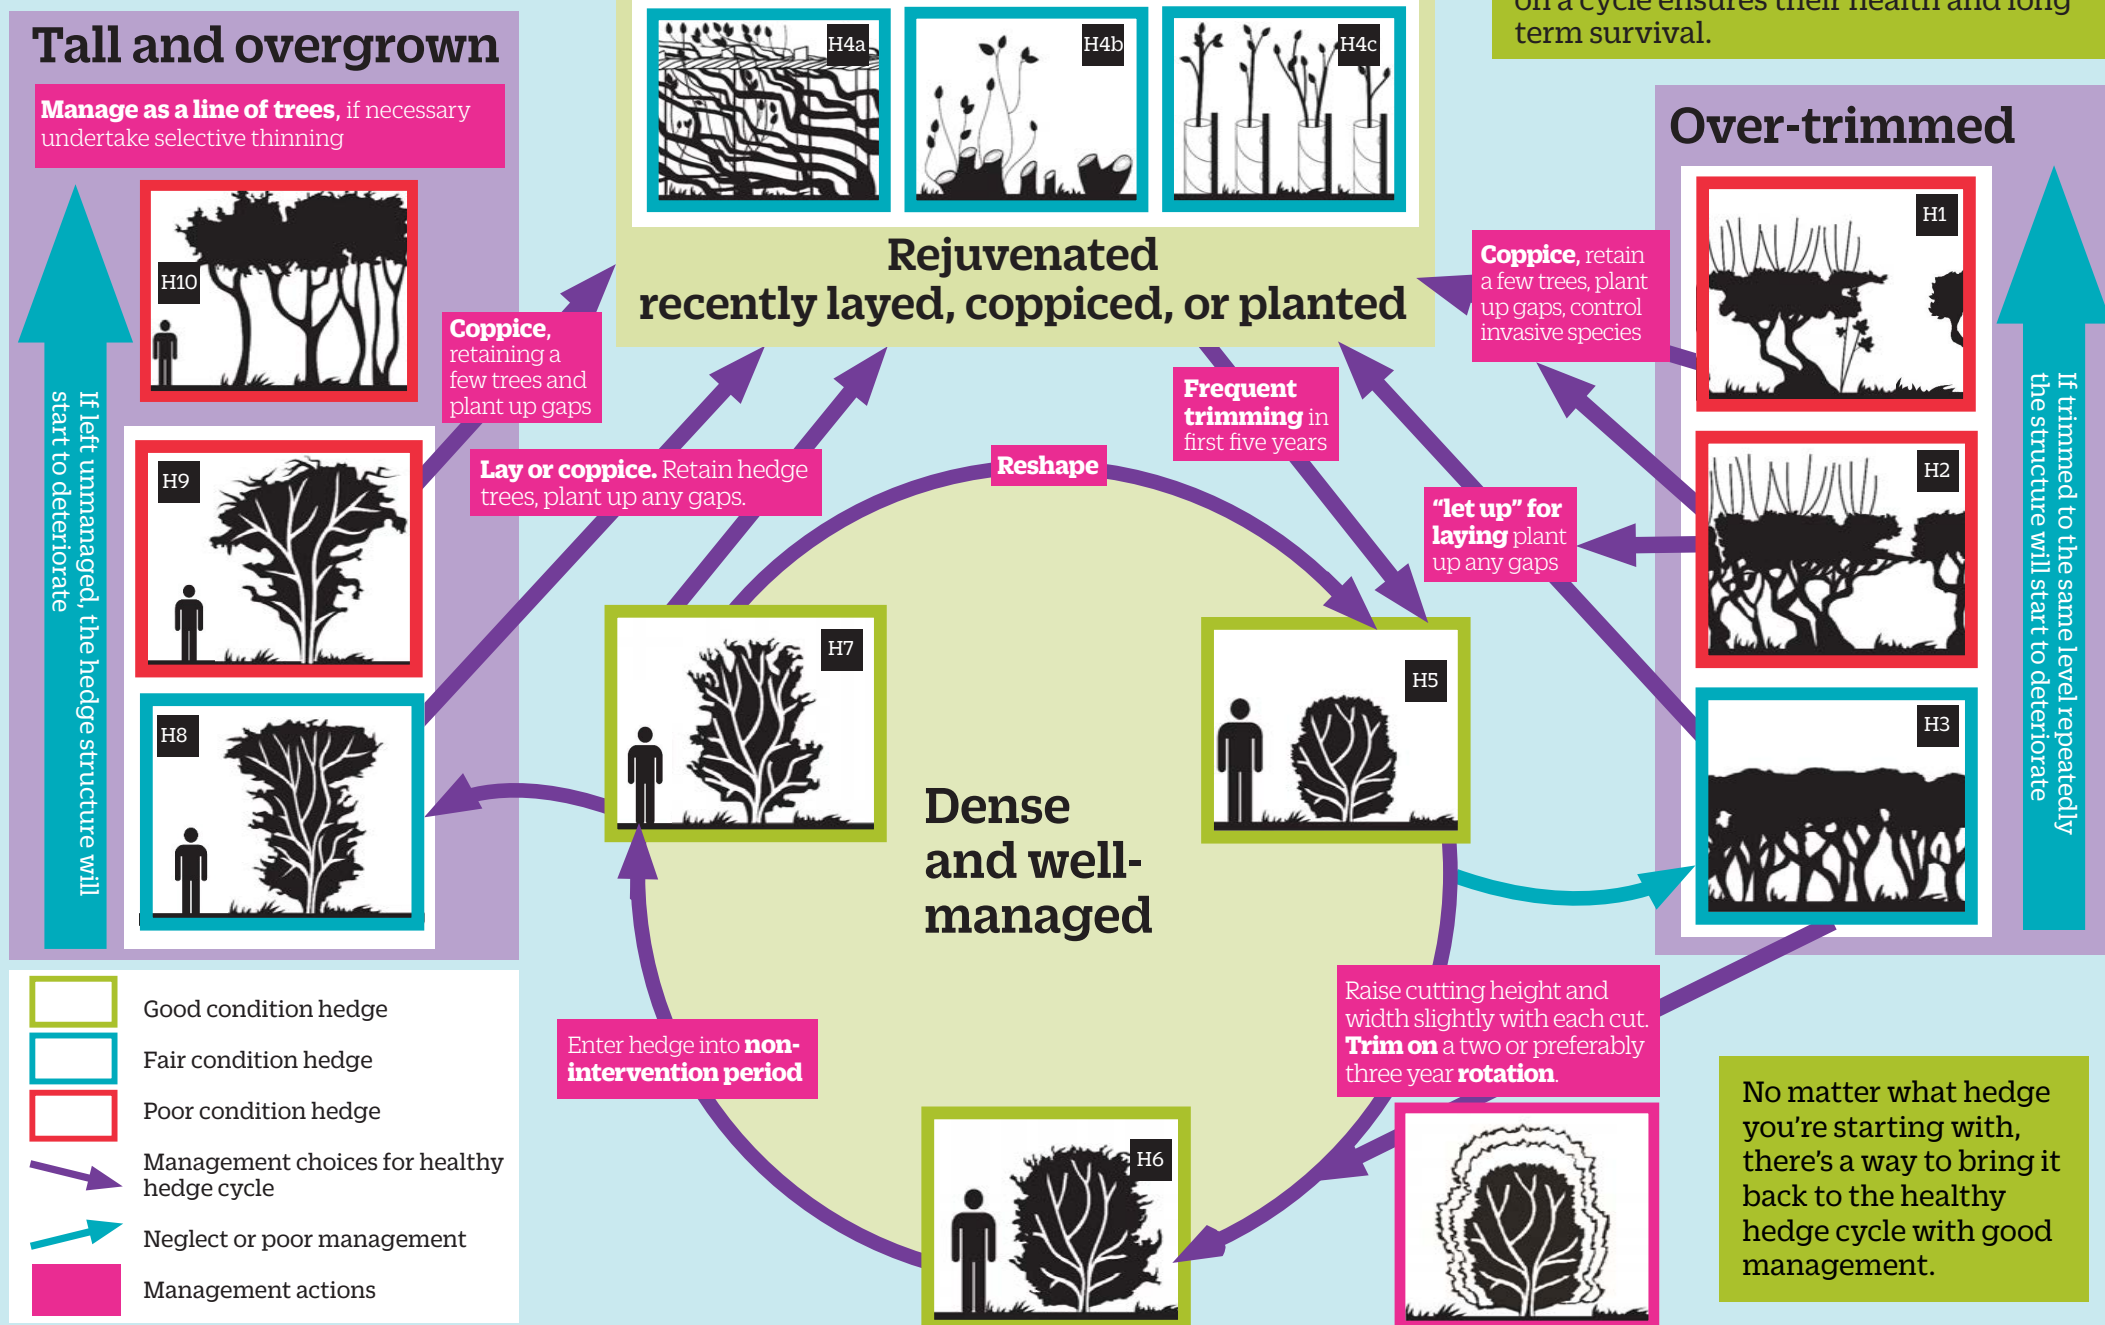 on a cycle ensures their health and long
term survival.
Tall and overgrown
Manage as a line of trees, if necessary
undertake selective thinning
H10
H9
H8
If left unmanaged, the hedge structure will
start to deteriorate
H4a
H4b
H4c
Rejuvenated
recently layed, coppiced, or planted
Over-trimmed
H1
H2
H3
If trimmed to the same level repeatedly
the structure will start to deteriorate
Coppice,
retaining a
few trees and
plant up gaps
Lay or coppice. Retain hedge
trees, plant up any gaps.
Reshape
Frequent
trimming in
first five years
Coppice, retain
a few trees, plant
up gaps, control
invasive species
"let up" for
laying plant
up any gaps
H7
H5
Dense
and well-
managed
Enter hedge into non-
intervention period
H6
Raise cutting height and
width slightly with each cut.
Trim on a two or preferably
three year rotation.
Good condition hedge
Fair condition hedge
Poor condition hedge
Management choices for healthy
hedge cycle
Neglect or poor management
Management actions
No matter what hedge
you're starting with,
there's a way to bring it
back to the healthy
hedge cycle with good
management.